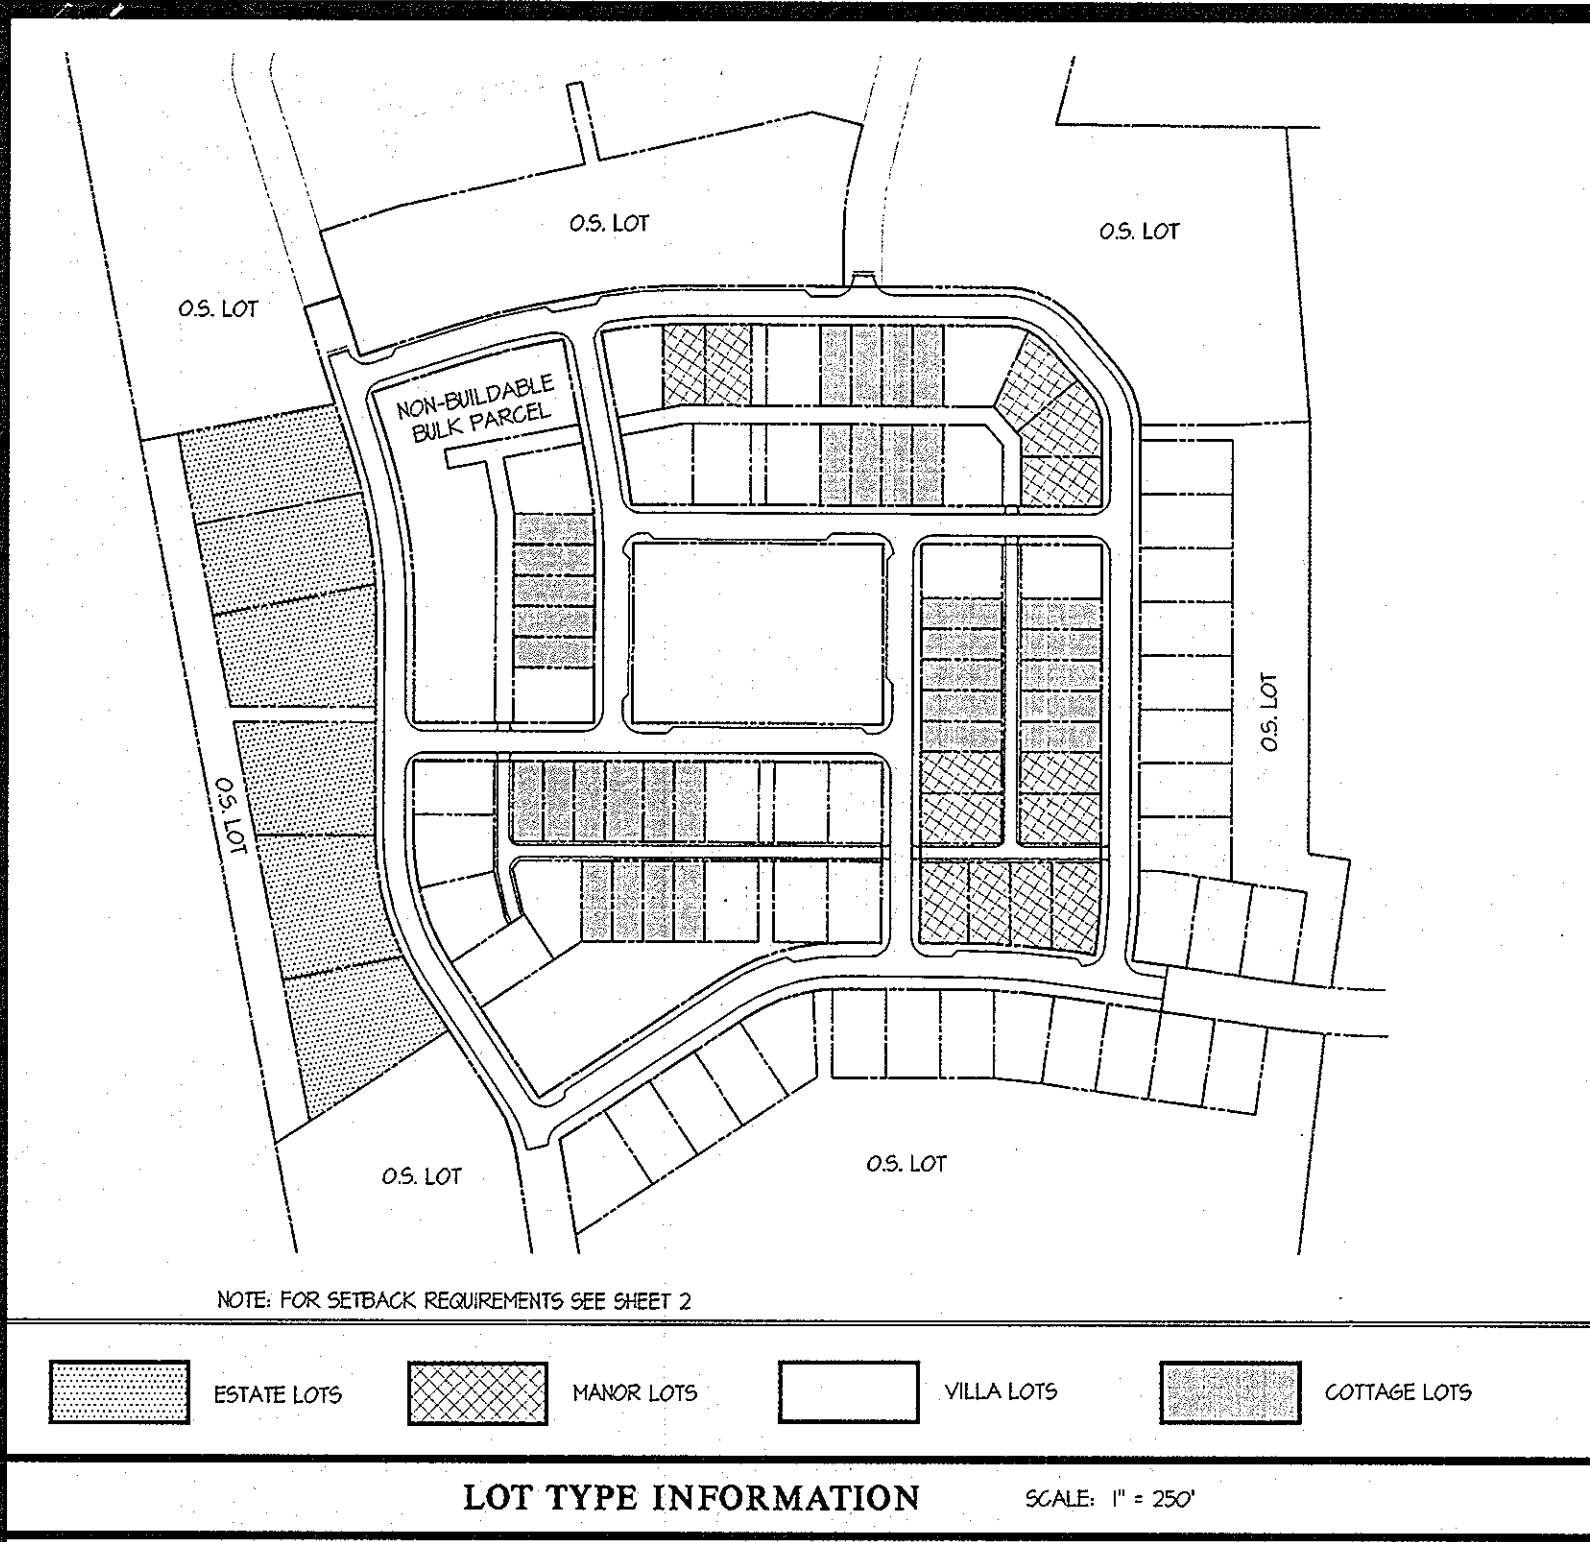 O.S. LOT
O.S. LOT
O.S. LOT
NON-BUILDABLE
BULK PARCEL
O.S. LOT
O.S. LOT
O.S. LOT
O.S. LOT
NOTE: FOR SETBACK REQUIREMENTS SEE SHEET 2
ESTATE LOTS
MANOR LOTS
VILLA LOTS
COTTAGE LOTS
LOT TYPE INFORMATION
SCALE: 1" = 250'